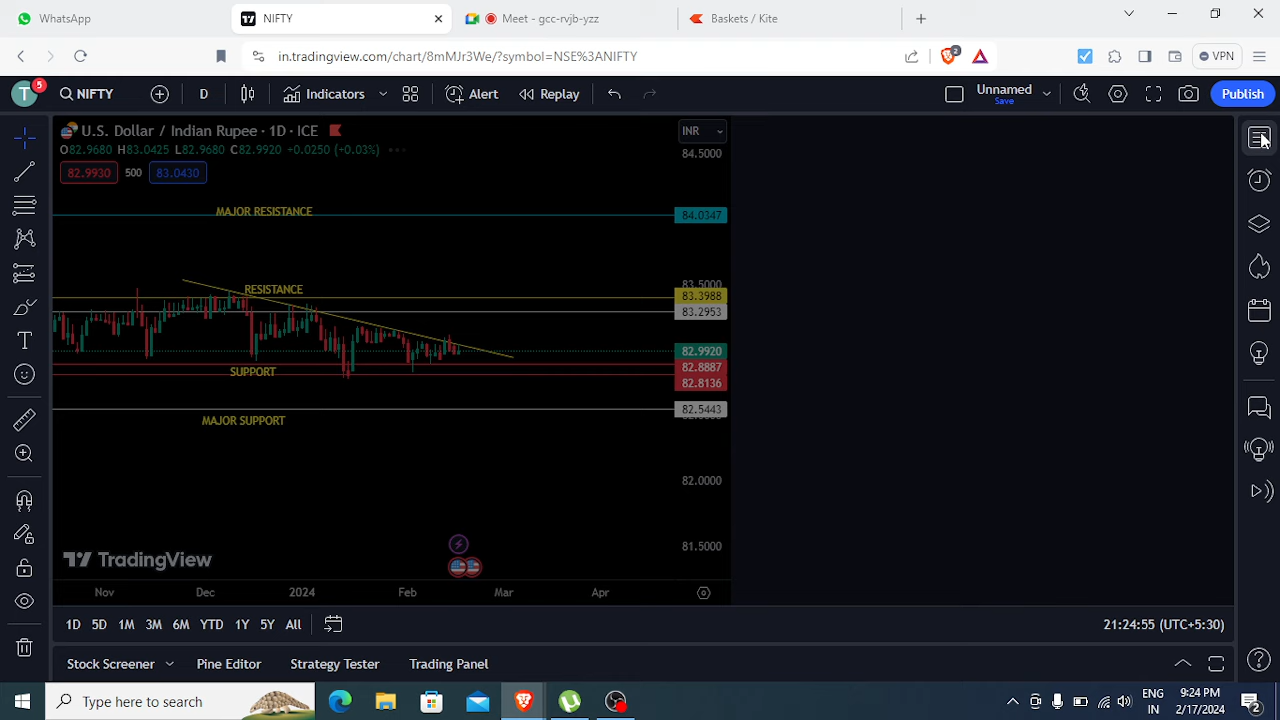 WhatsApp
NIFTY
Meet - gcc-rvjb-yzz
Baskets / Kite
in.tradingview.com/chart/8mMJr3We/?symbol=NSE%3ANIFTY
2
VPN
T
5
NIFTY
D
Indicators
Alert
Replay
Unnamed
Save
Publish
U.S. Dollar / Indian Rupee · 1D · ICE
INR
O82.9680 H83.0425 L82.9680 C82.9920 +0.0250 (+0.03%)
84.5000
82.9930
500
83.0430
MAJOR RESISTANCE
84.0347
83.5000
RESISTANCE
83.3988
83.2953
82.9920
82.8887
SUPPORT
82.8136
82.5443
MAJOR SUPPORT
82.0000
81.5000
TradingView
Nov
Dec
2024
Feb
Mar
Apr
1D
5D
1M
3M
6M
YTD
1Y
5Y
All
21:24:55 (UTC+5:30)
Stock Screener
Pine Editor
Strategy Tester
Trading Panel
Type here to search
ENG
IN
9:24 PM
2/17/2024
2